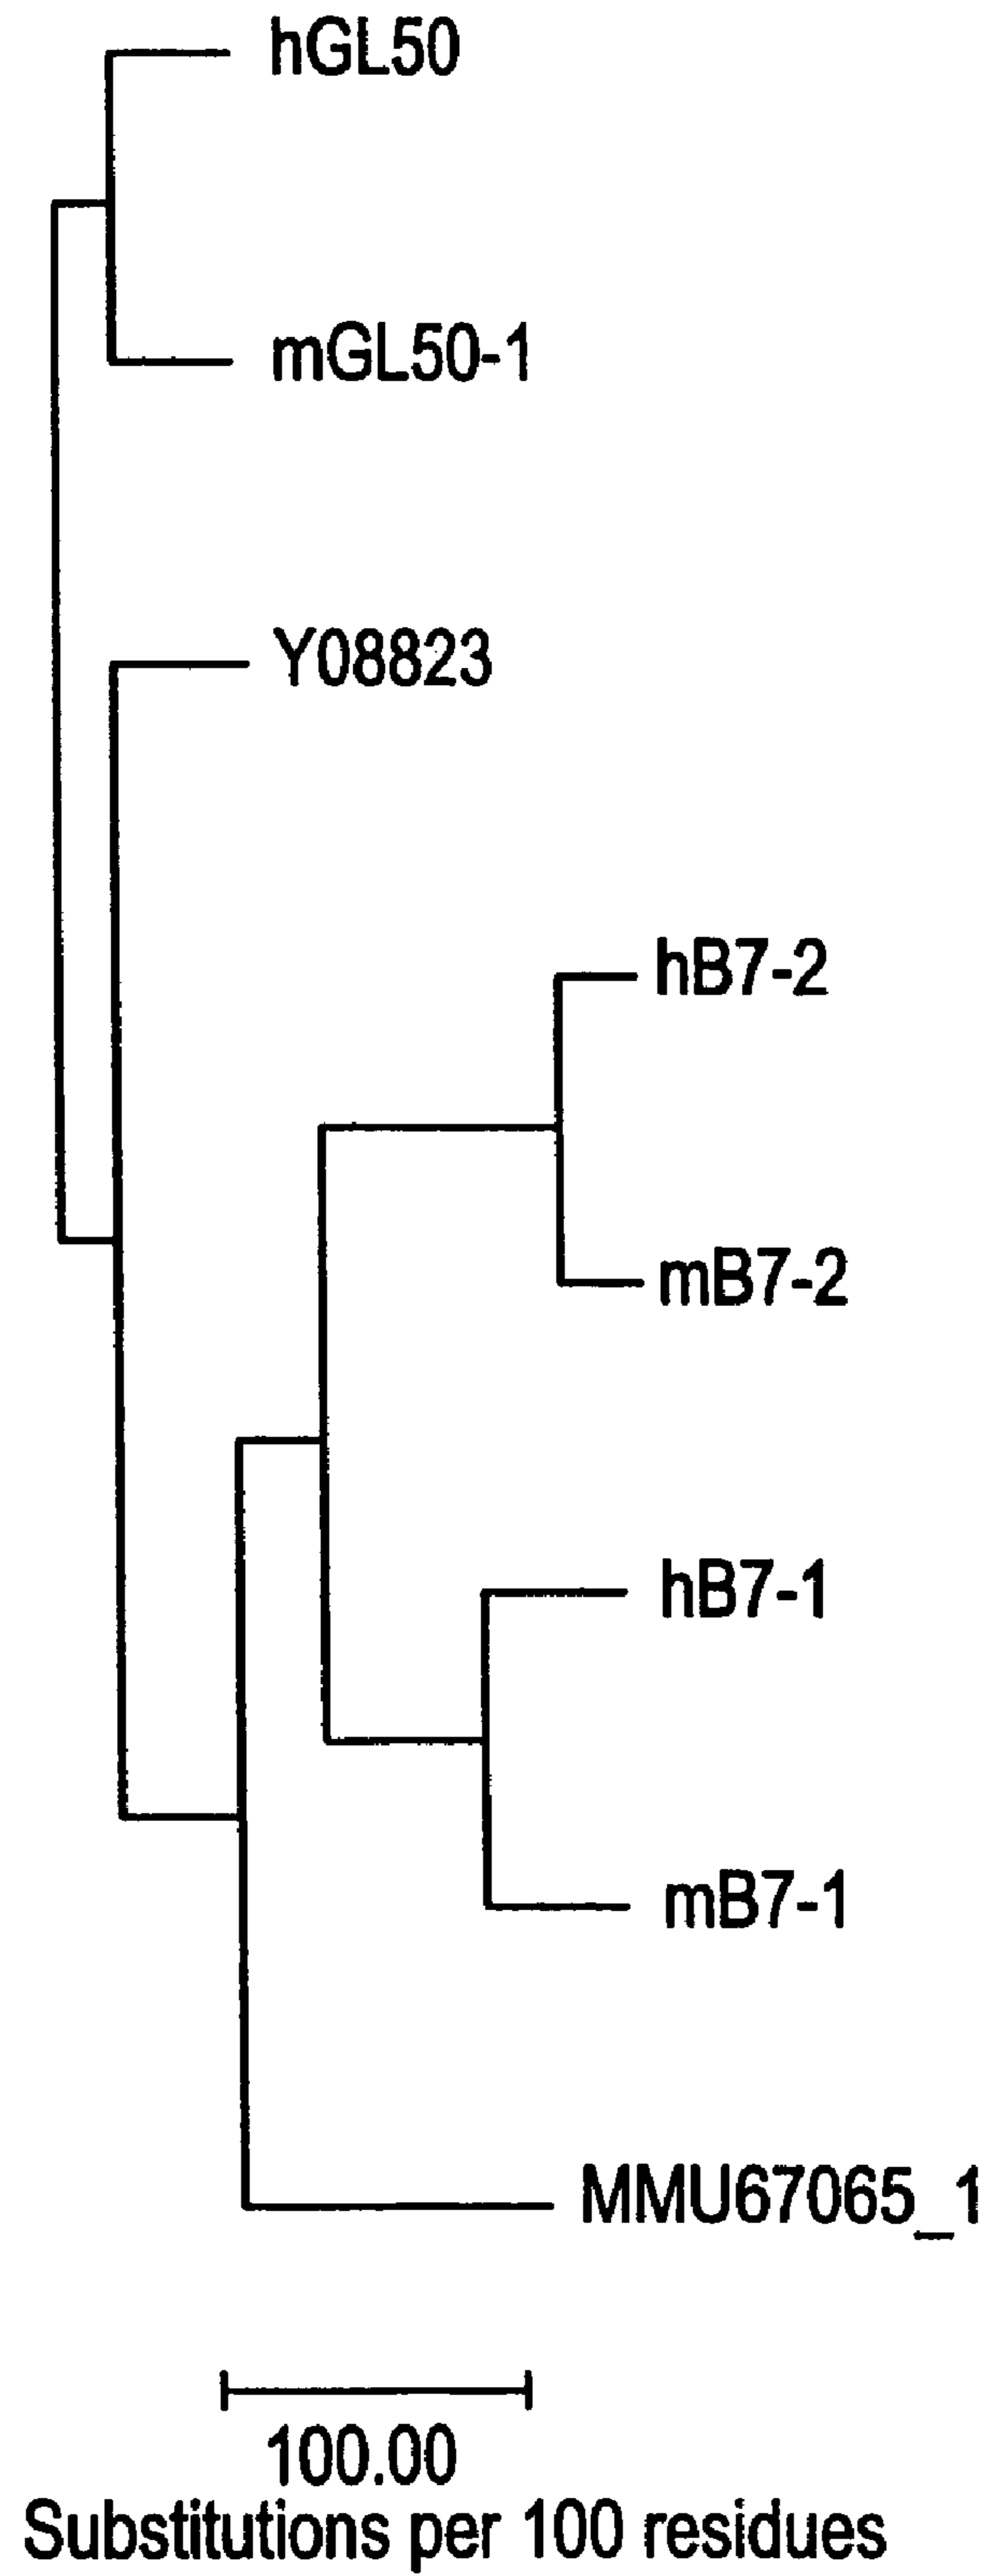 hGL50
mGL50-1
Y08823
hB7-2
mB7-2
hB7-1
mB7-1
MMU67065_1
100.00
Substitutions per 100 residues